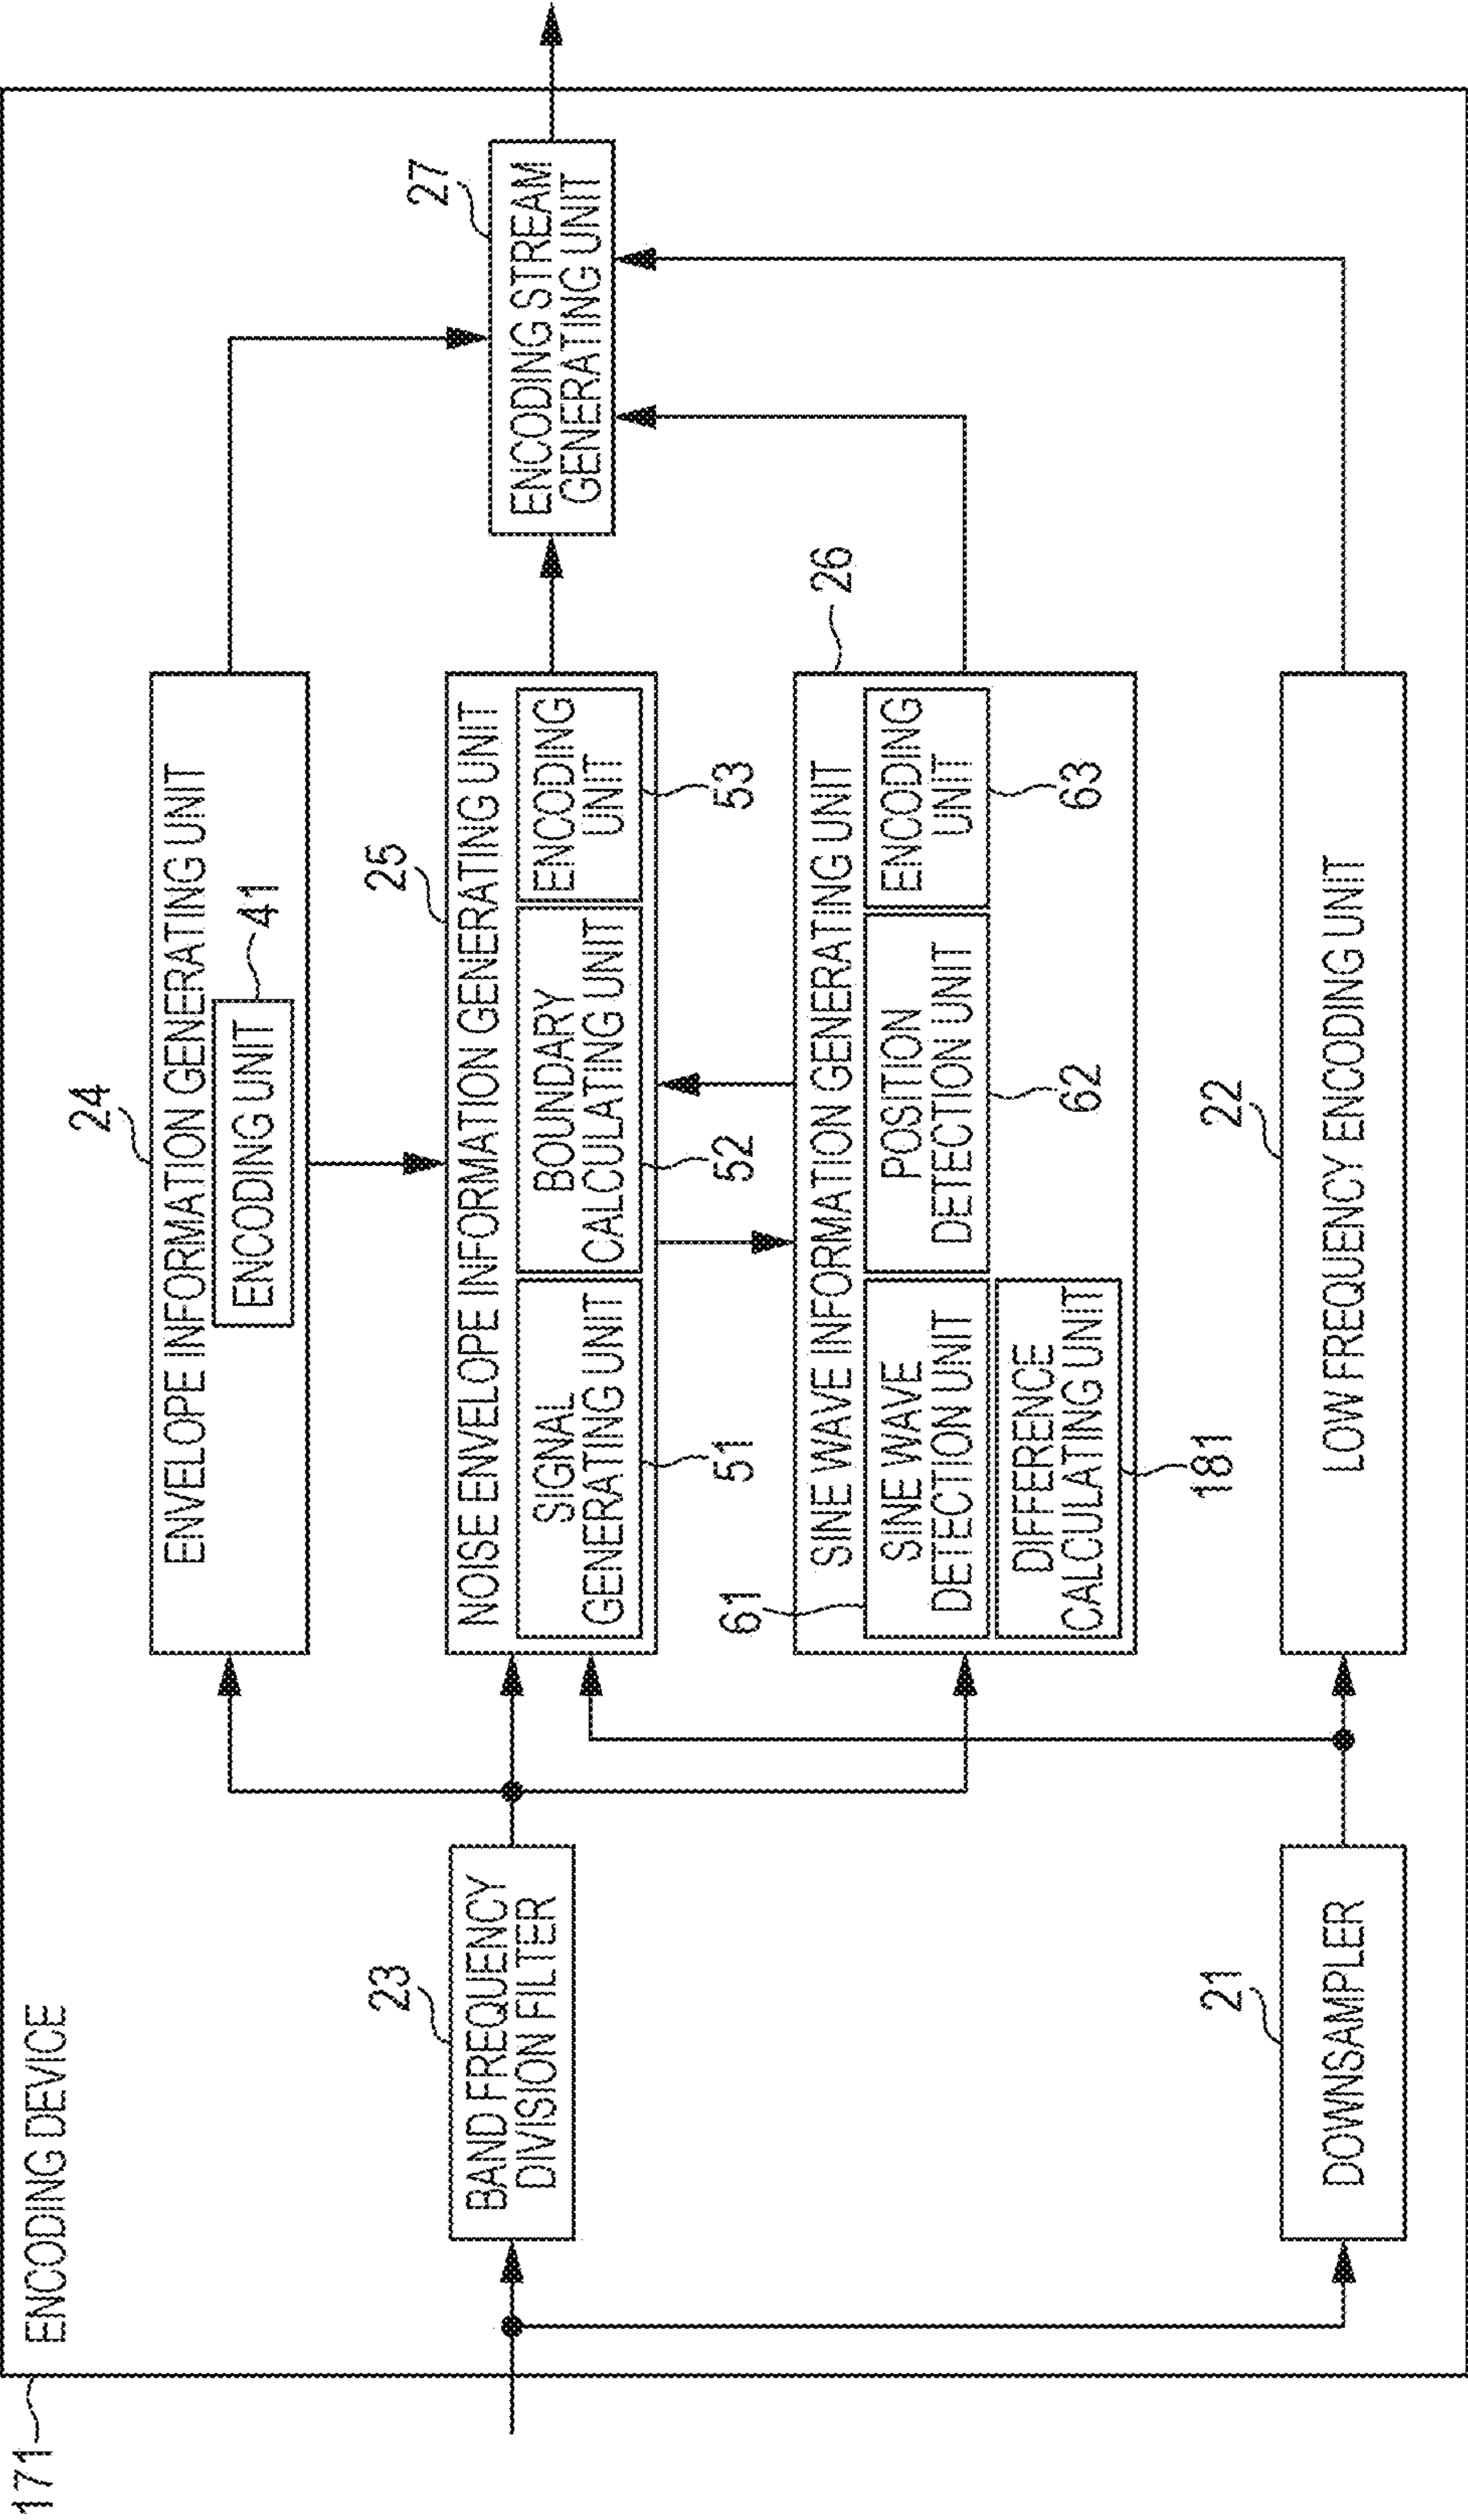 171
ENCODING DEVICE
23
BAND FREQUENCY
DIVISION FILTER
21
DOWNSAMPLER
24
ENVELOPE INFORMATION GENERATING UNIT
ENCODING UNIT
41
25
NOISE ENVELOPE INFORMATION GENERATING UNIT
SIGNAL
GENERATING UNIT
51
BOUNDARY
CALCULATING UNIT
52
ENCODING
UNIT
53
26
SINE WAVE INFORMATION GENERATING UNIT
61
SINE WAVE
DETECTION UNIT
POSITION
DETECTION UNIT
62
ENCODING
UNIT
63
DIFFERENCE
CALCULATING UNIT
181
22
LOW FREQUENCY ENCODING UNIT
27
ENCODING STREAM
GENERATING UNIT